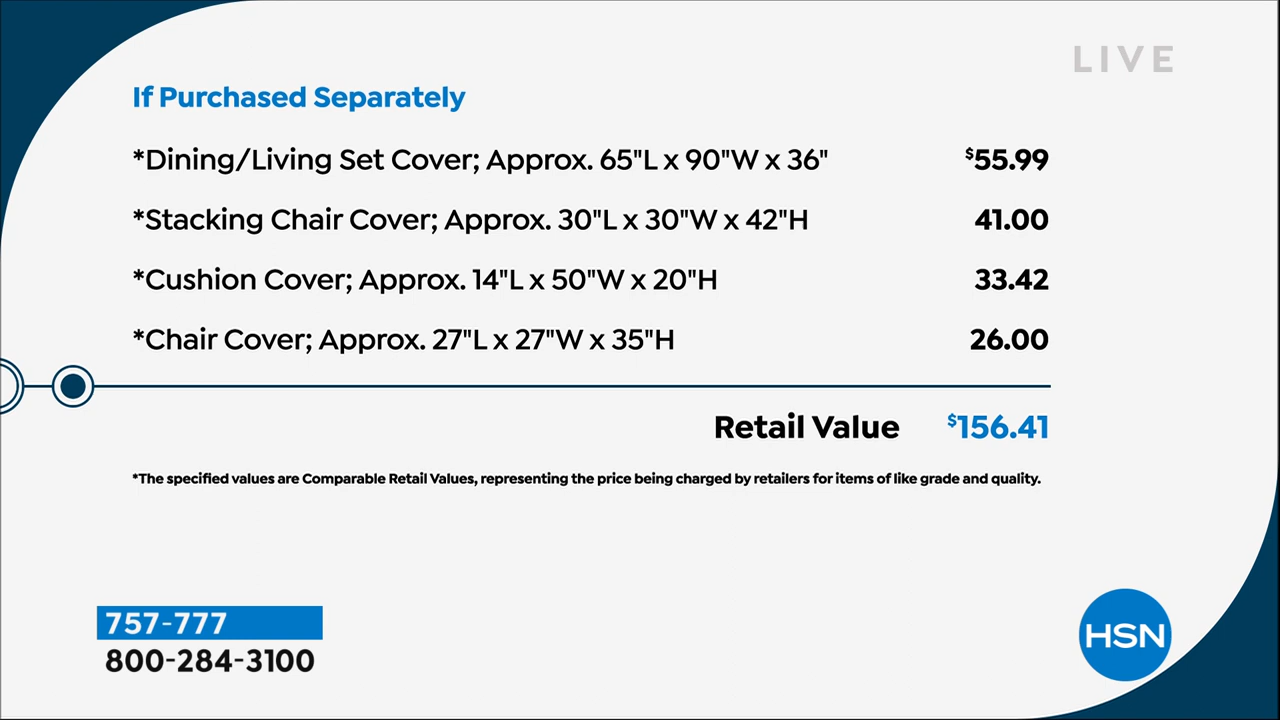 LIVE
If Purchased Separately
*Dining/Living Set Cover; Approx. 65"L x 90"W x 36" $55.99
*Stacking Chair Cover; Approx. 30"L x 30"W x 42"H 41.00
*Cushion Cover; Approx. 14"L x 50"W x 20"H 33.42
*Chair Cover; Approx. 27"L x 27"W x 35"H 26.00
Retail Value $156.41
*The specified values are Comparable Retail Values, representing the price being charged by retailers for items of like grade and quality.
757-777
800-284-3100
HSN